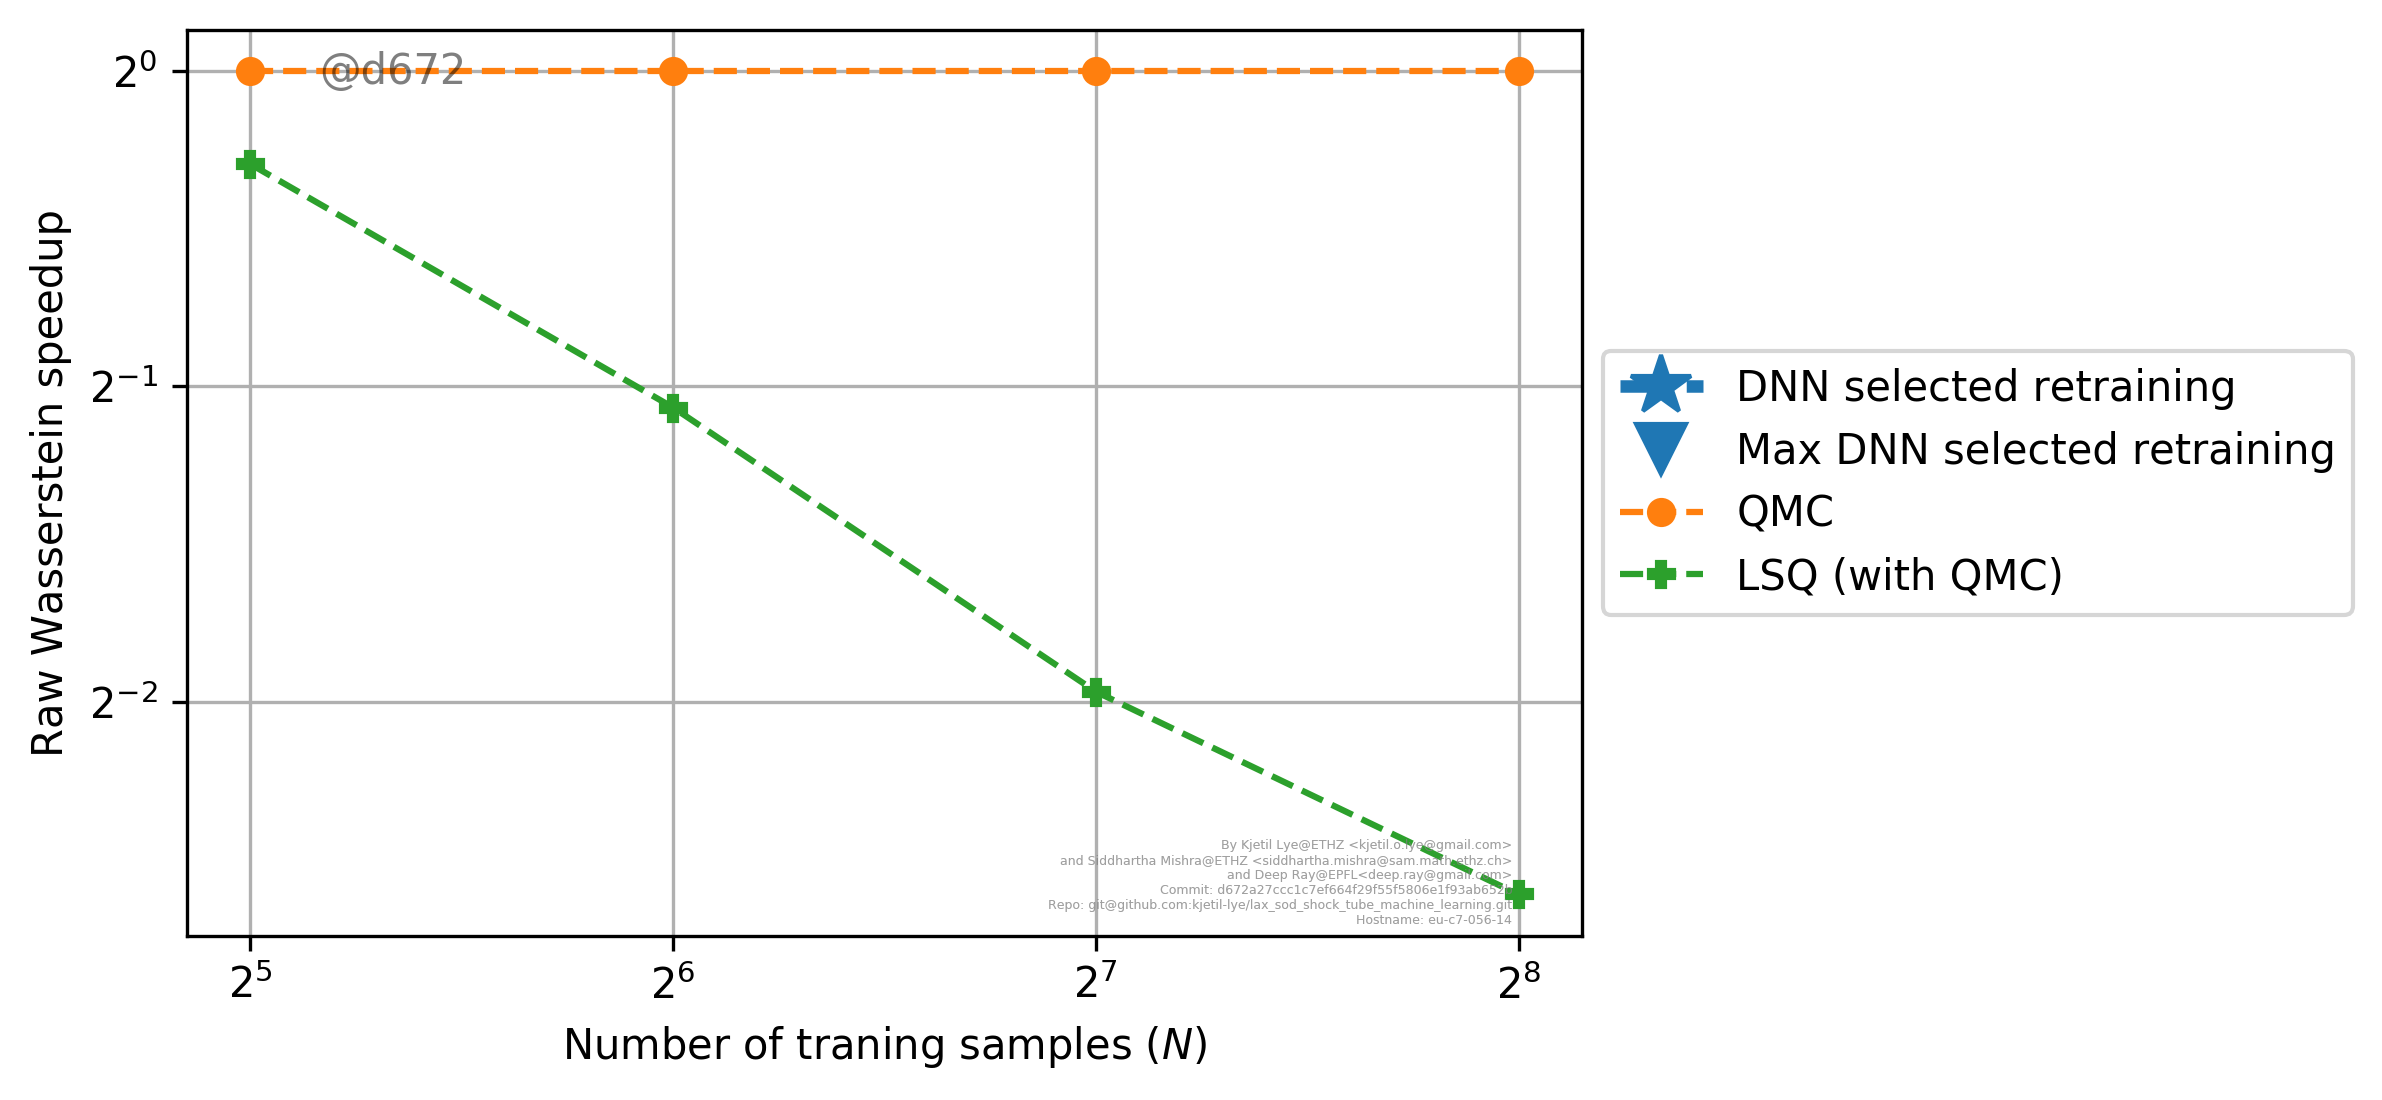 @d672
2⁰
2⁻¹
2⁻²
Raw Wasserstein speedup
2⁵ 2⁶ 2⁷ 2⁸
Number of traning samples (N)
DNN selected retraining
Max DNN selected retraining
QMC
LSQ (with QMC)
By Kjetil Lye@ETHZ <kjetil.o.lye@gmail.com>
and Siddhartha Mishra@ETHZ <siddhartha.mishra@sam.math.ethz.ch>
and Deep Ray@EPFL<deep.ray@gmail.com>
Commit:
Repo: git@github.com:kjetil-lye/lax_sod_shock_tube_machine_learning.git
Hostname: eu-c7-056-14